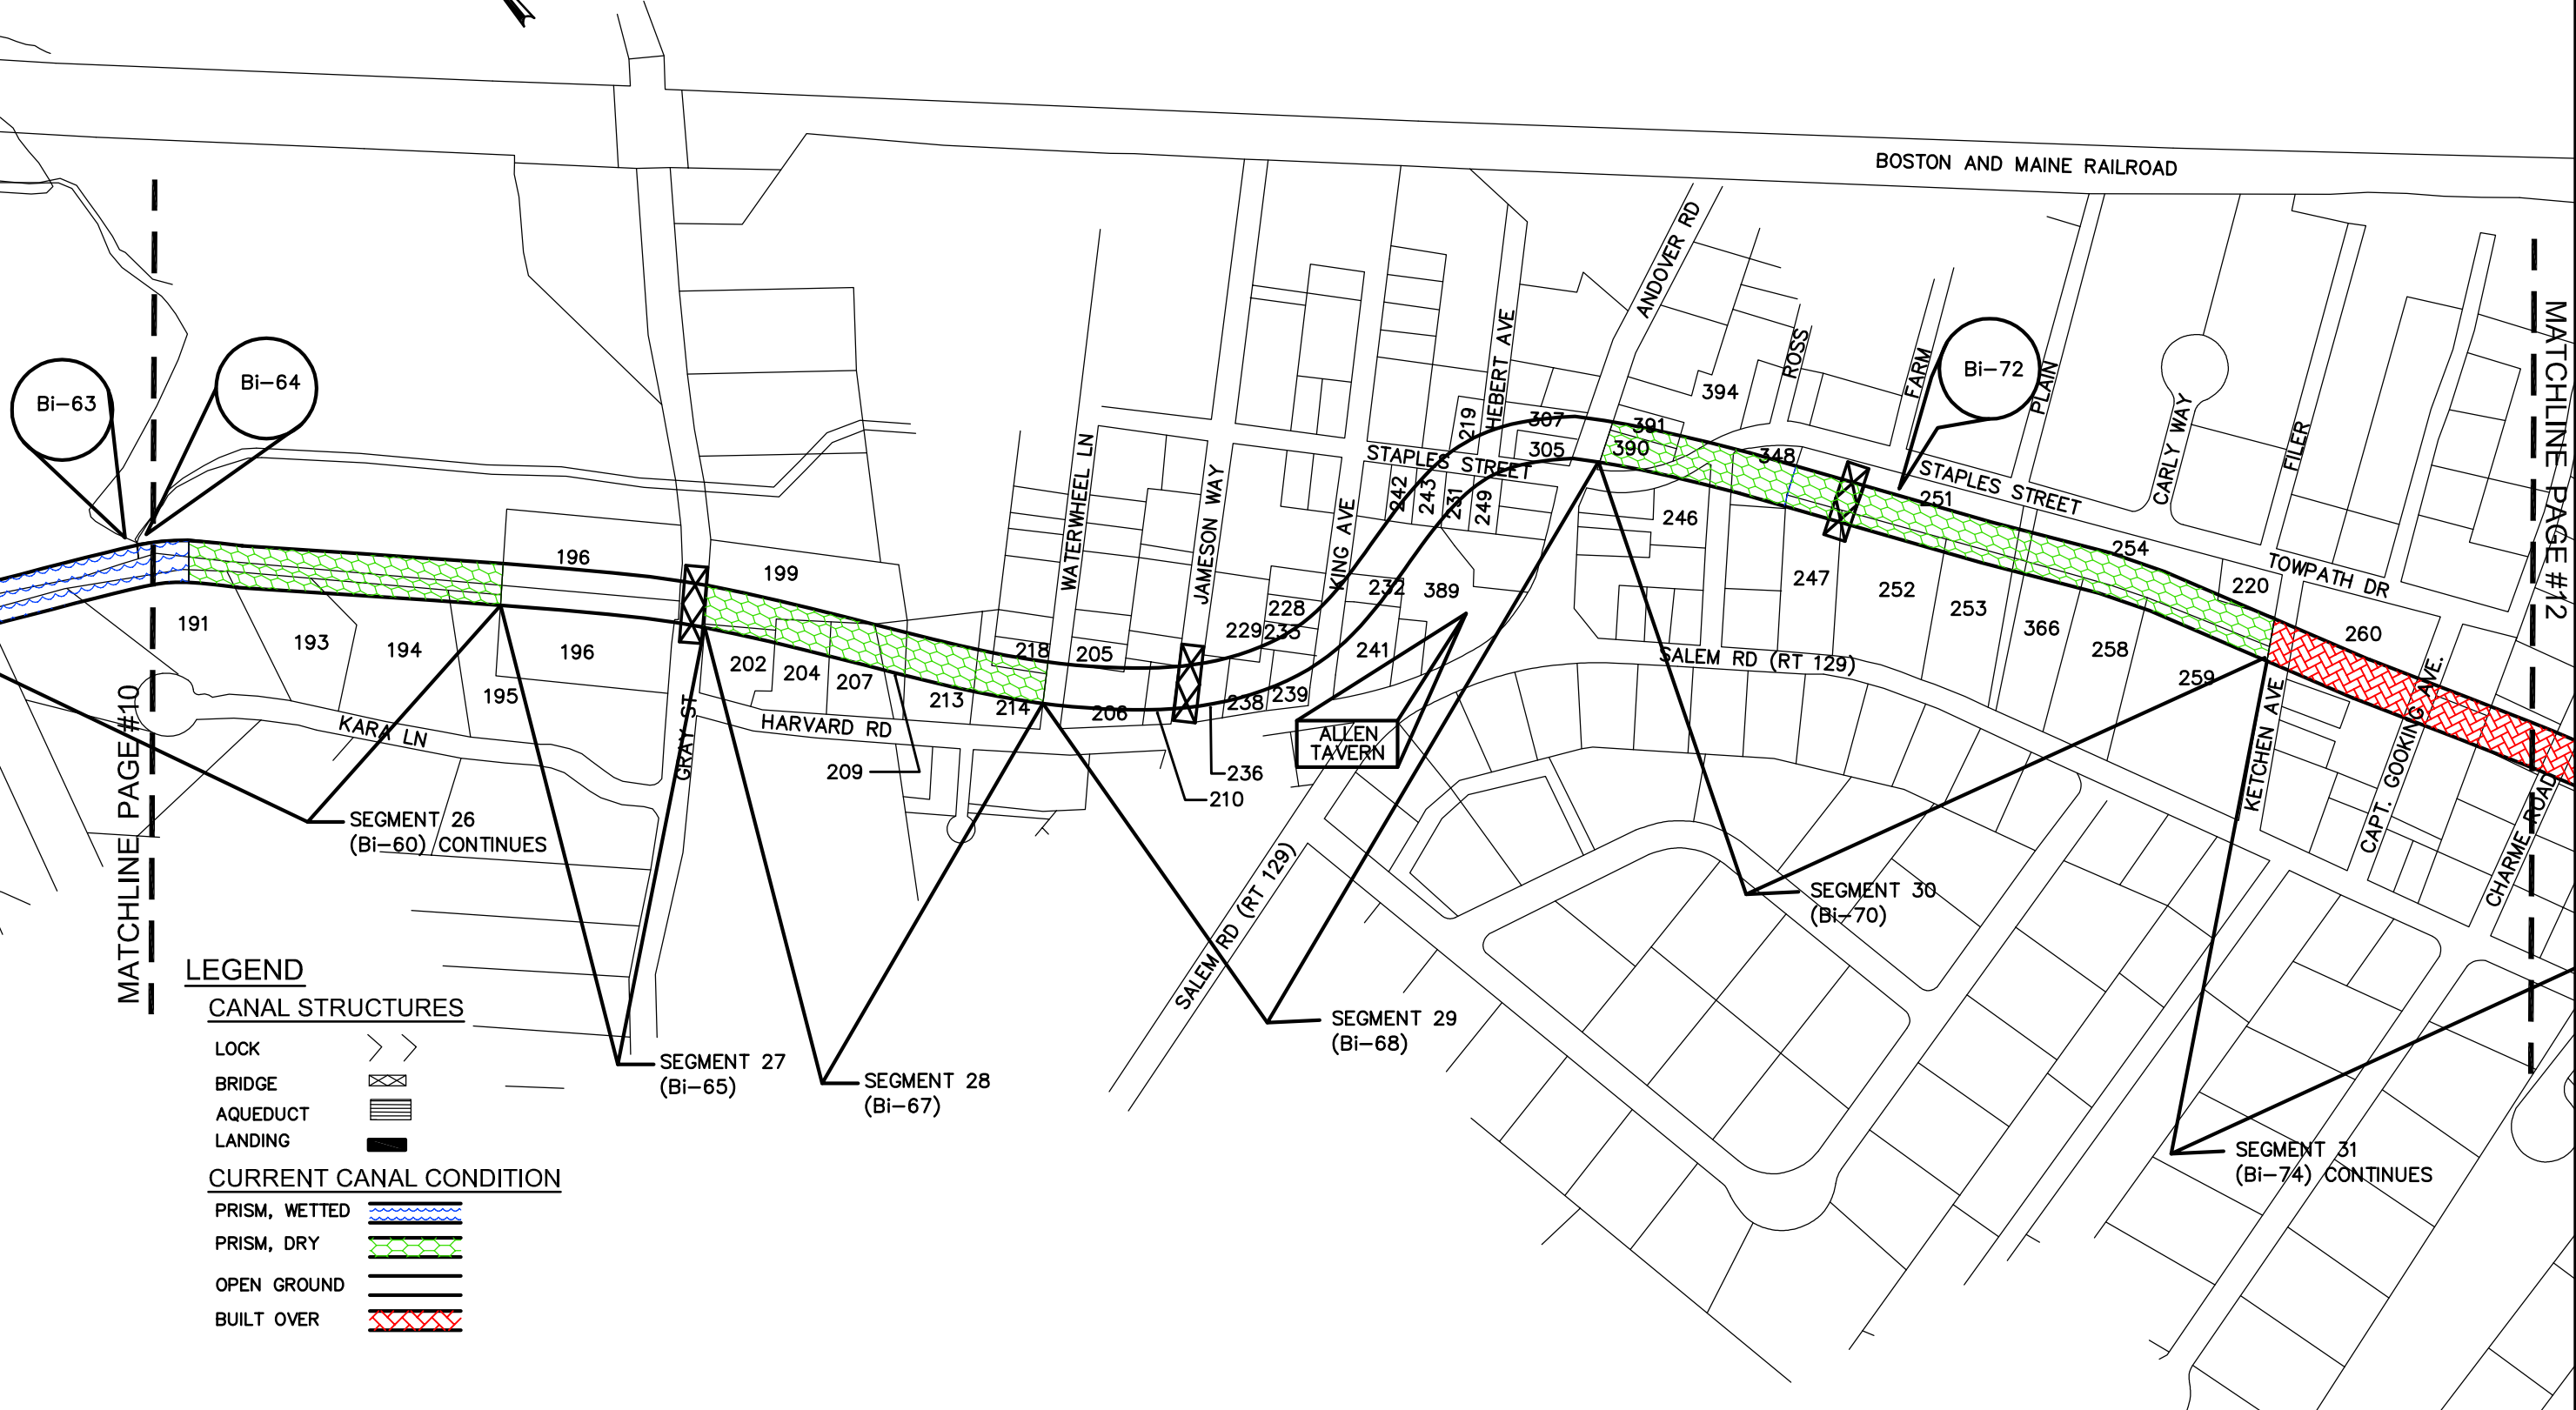 BOSTON AND MAINE RAILROAD
MATCHLINE PAGE #10
MATCHLINE PAGE #12
Bi-63
Bi-64
Bi-72
ANDOVER RD
HEBERT AVE
ROSS
FARM
PLAIN
CARLY WAY
FILER
STAPLES STREET
STAPLES STREET
TOWPATH DR
WATERWHEEL LN
JAMESON WAY
KING AVE
GRAY ST
KARA LN
HARVARD RD
SALEM RD (RT 129)
SALEM RD (RT 129)
KETCHEN AVE
CAPT. GOOKING AVE.
CHARME ROAD
ALLEN
TAVERN
191
193
194
195
196
196
199
202
204
207
209
213
214
218
205
206
210
236
238
239
228
229
235
232
241
389
242
243
231
249
219
307
305
390
391
394
348
246
247
251
252
253
366
254
258
259
220
260
SEGMENT 26
(Bi-60) CONTINUES
SEGMENT 27
(Bi-65)
SEGMENT 28
(Bi-67)
SEGMENT 29
(Bi-68)
SEGMENT 30
(Bi-70)
SEGMENT 31
(Bi-74) CONTINUES
LEGEND
CANAL STRUCTURES
LOCK
BRIDGE
AQUEDUCT
LANDING
CURRENT CANAL CONDITION
PRISM, WETTED
PRISM, DRY
OPEN GROUND
BUILT OVER